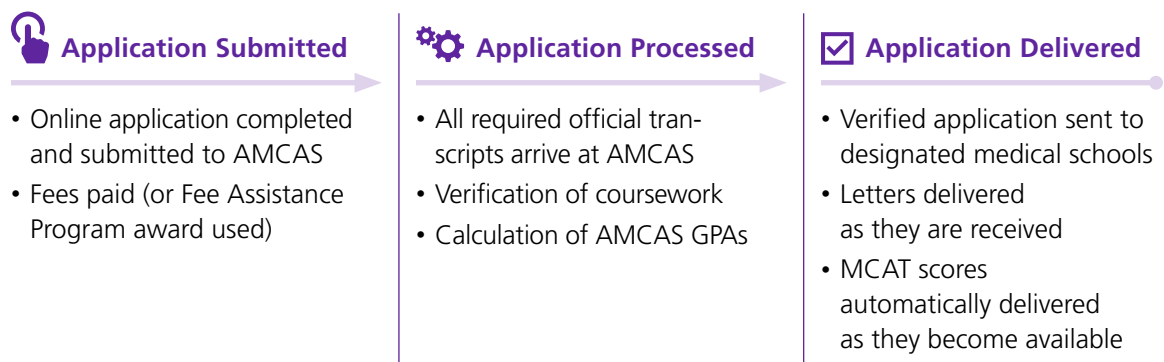 Application Submitted
• Online application completed
and submitted to AMCAS
• Fees paid (or Fee Assistance
Program award used)
Application Processed
• All required official tran-
scripts arrive at AMCAS
• Verification of coursework
• Calculation of AMCAS GPAs
Application Delivered
• Verified application sent to
designated medical schools
• Letters delivered
as they are received
• MCAT scores
automatically delivered
as they become available